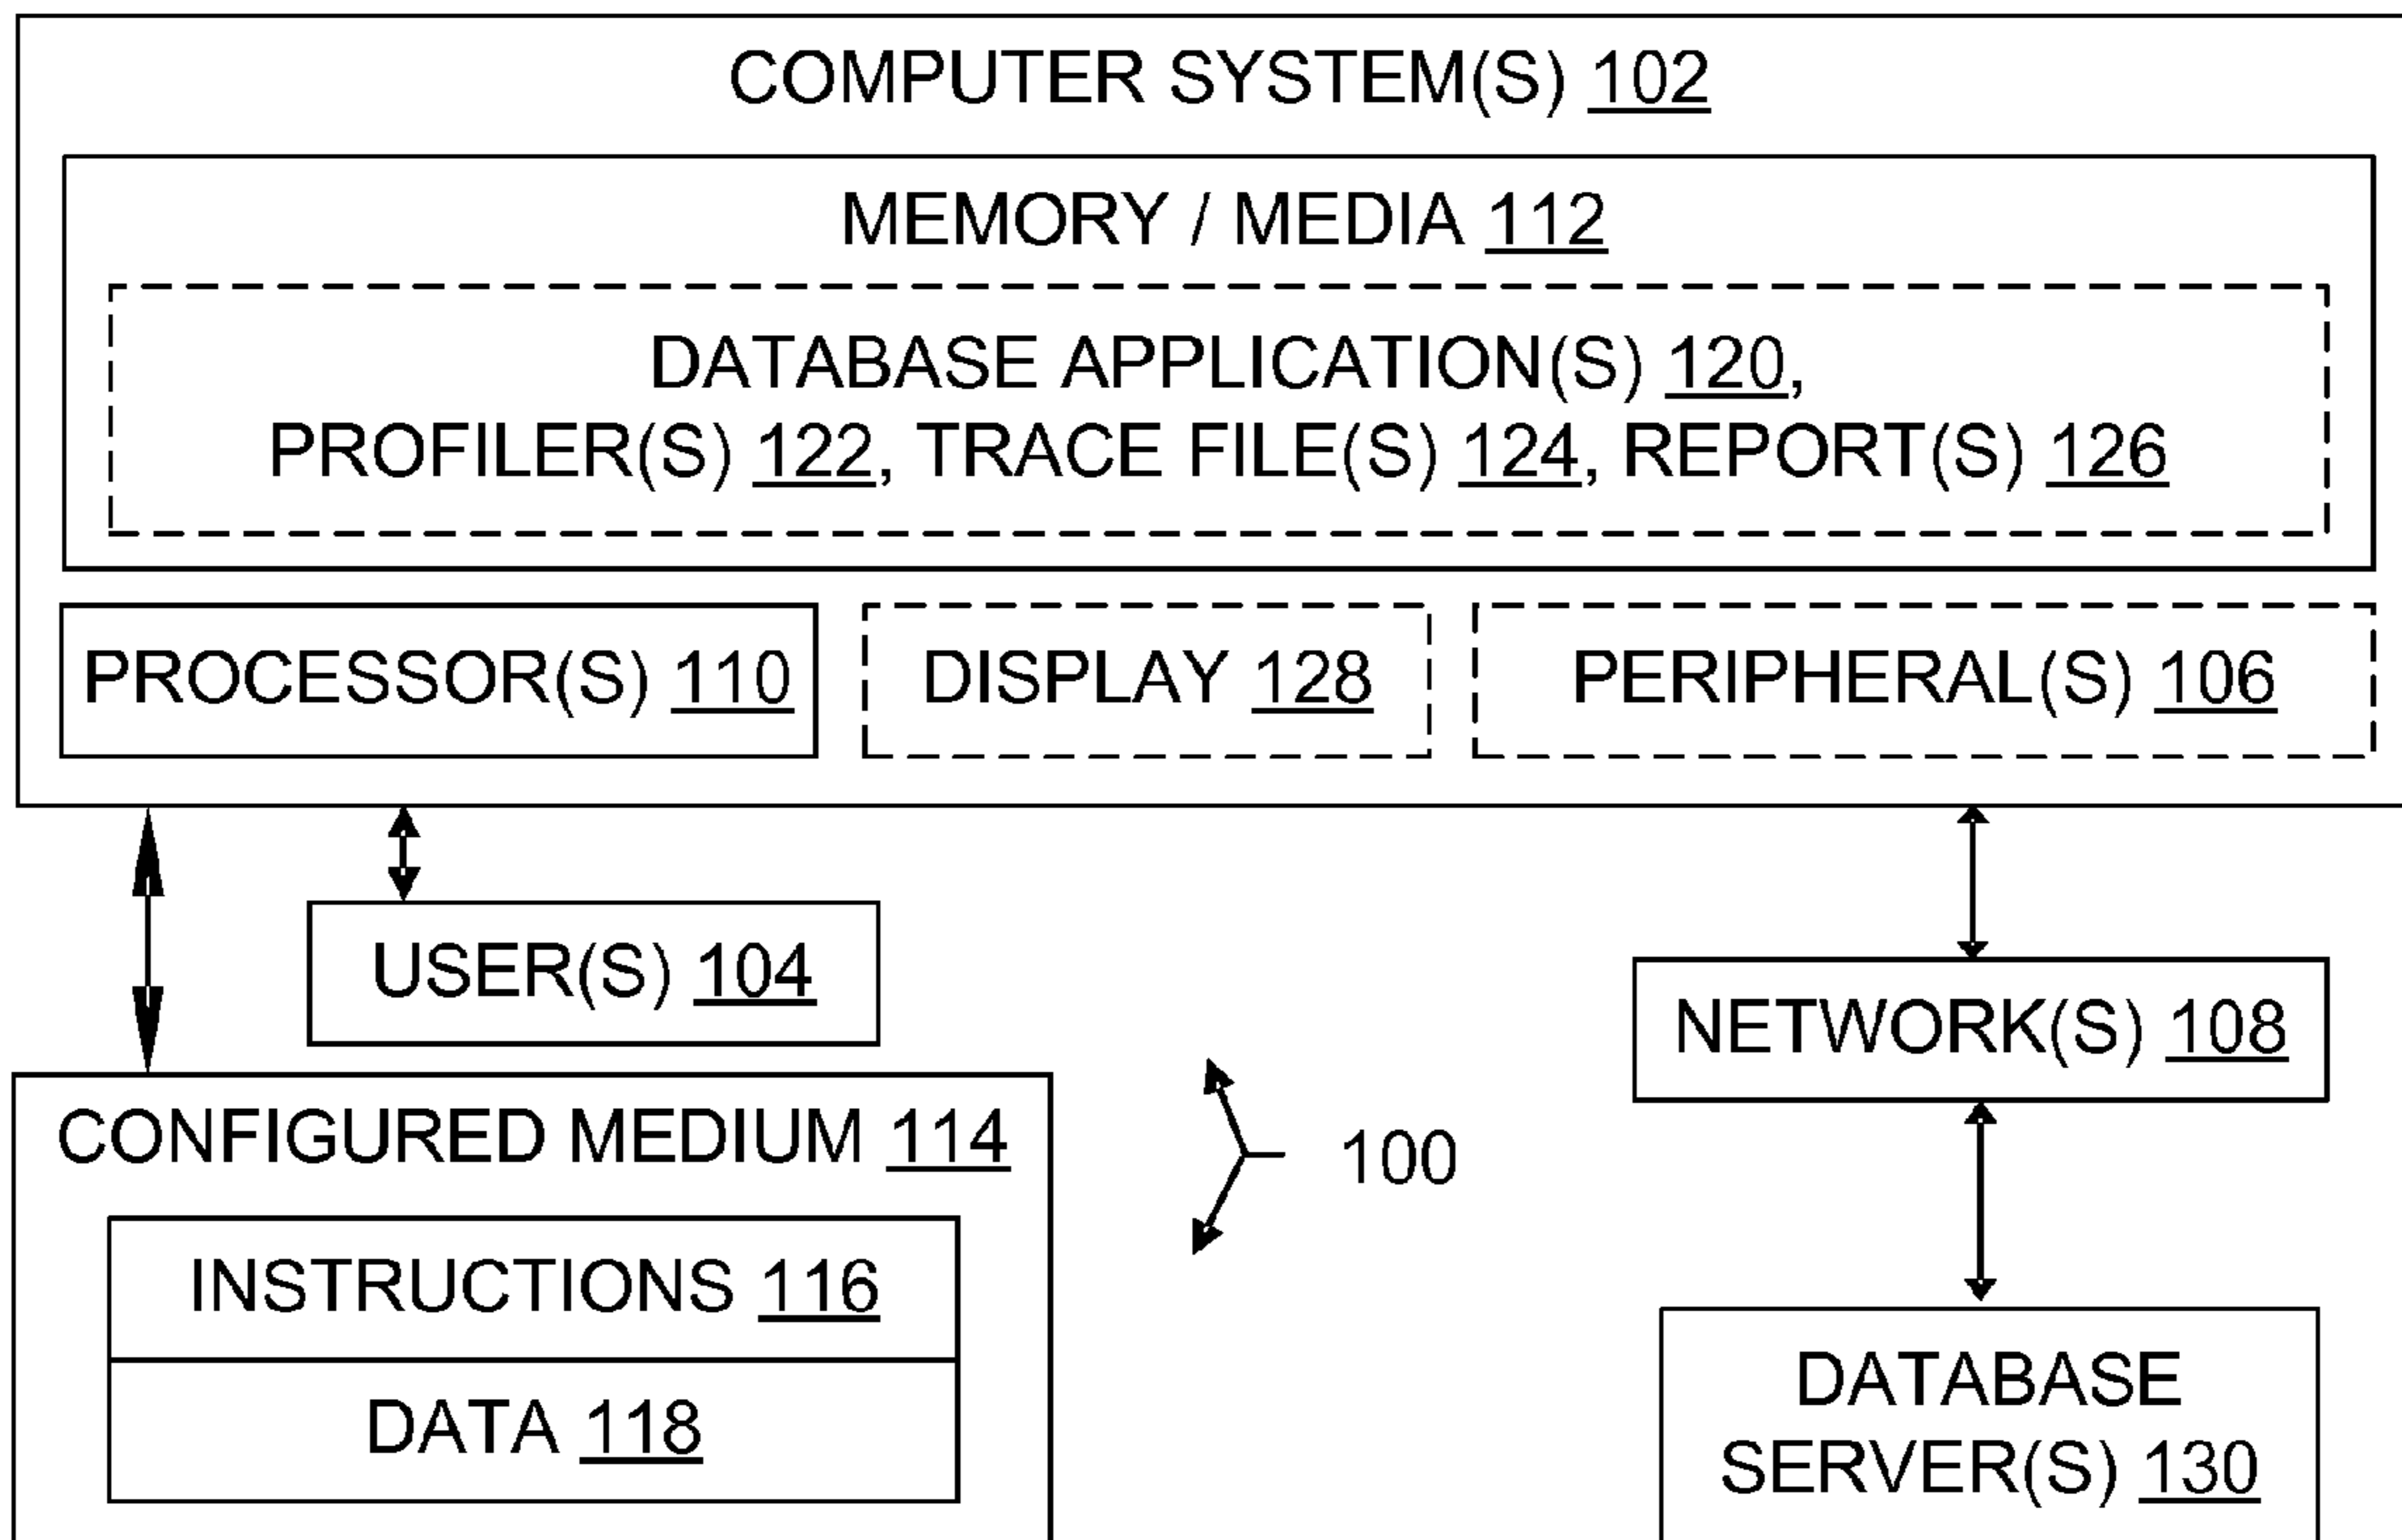 COMPUTER SYSTEM(S) 102
MEMORY / MEDIA 112
DATABASE APPLICATION(S) 120,
PROFILER(S) 122, TRACE FILE(S) 124, REPORT(S) 126
PROCESSOR(S) 110
DISPLAY 128
PERIPHERAL(S) 106
USER(S) 104
NETWORK(S) 108
CONFIGURED MEDIUM 114
100
INSTRUCTIONS 116
DATA 118
DATABASE
SERVER(S) 130